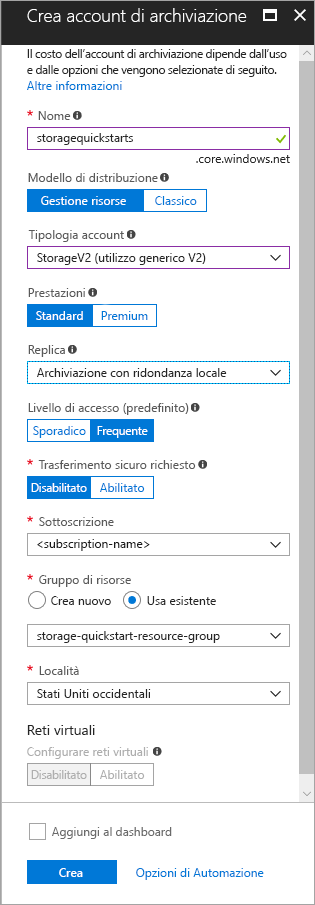 Crea account di archiviazione
Il costo dell'account di archiviazione dipende dall'uso
e dalle opzioni che vengono selezionate di seguito.
Altre informazioni
* Nome
storagequickstarts
.core.windows.net
Modello di distribuzione
Gestione risorse Classico
Tipologia account
StorageV2 (utilizzo generico V2)
Prestazioni
Standard Premium
Replica
Archiviazione con ridondanza locale
Livello di accesso (predefinito)
Sporadico Frequente
* Trasferimento sicuro richiesto
Disabilitato Abilitato
* Sottoscrizione
<subscription-name>
* Gruppo di risorse
Crea nuovo Usa esistente
storage-quickstart-resource-group
* Località
Stati Uniti occidentali
Reti virtuali
Configurare reti virtuali
Disabilitato Abilitato
Aggiungi al dashboard
Crea Opzioni di Automazione